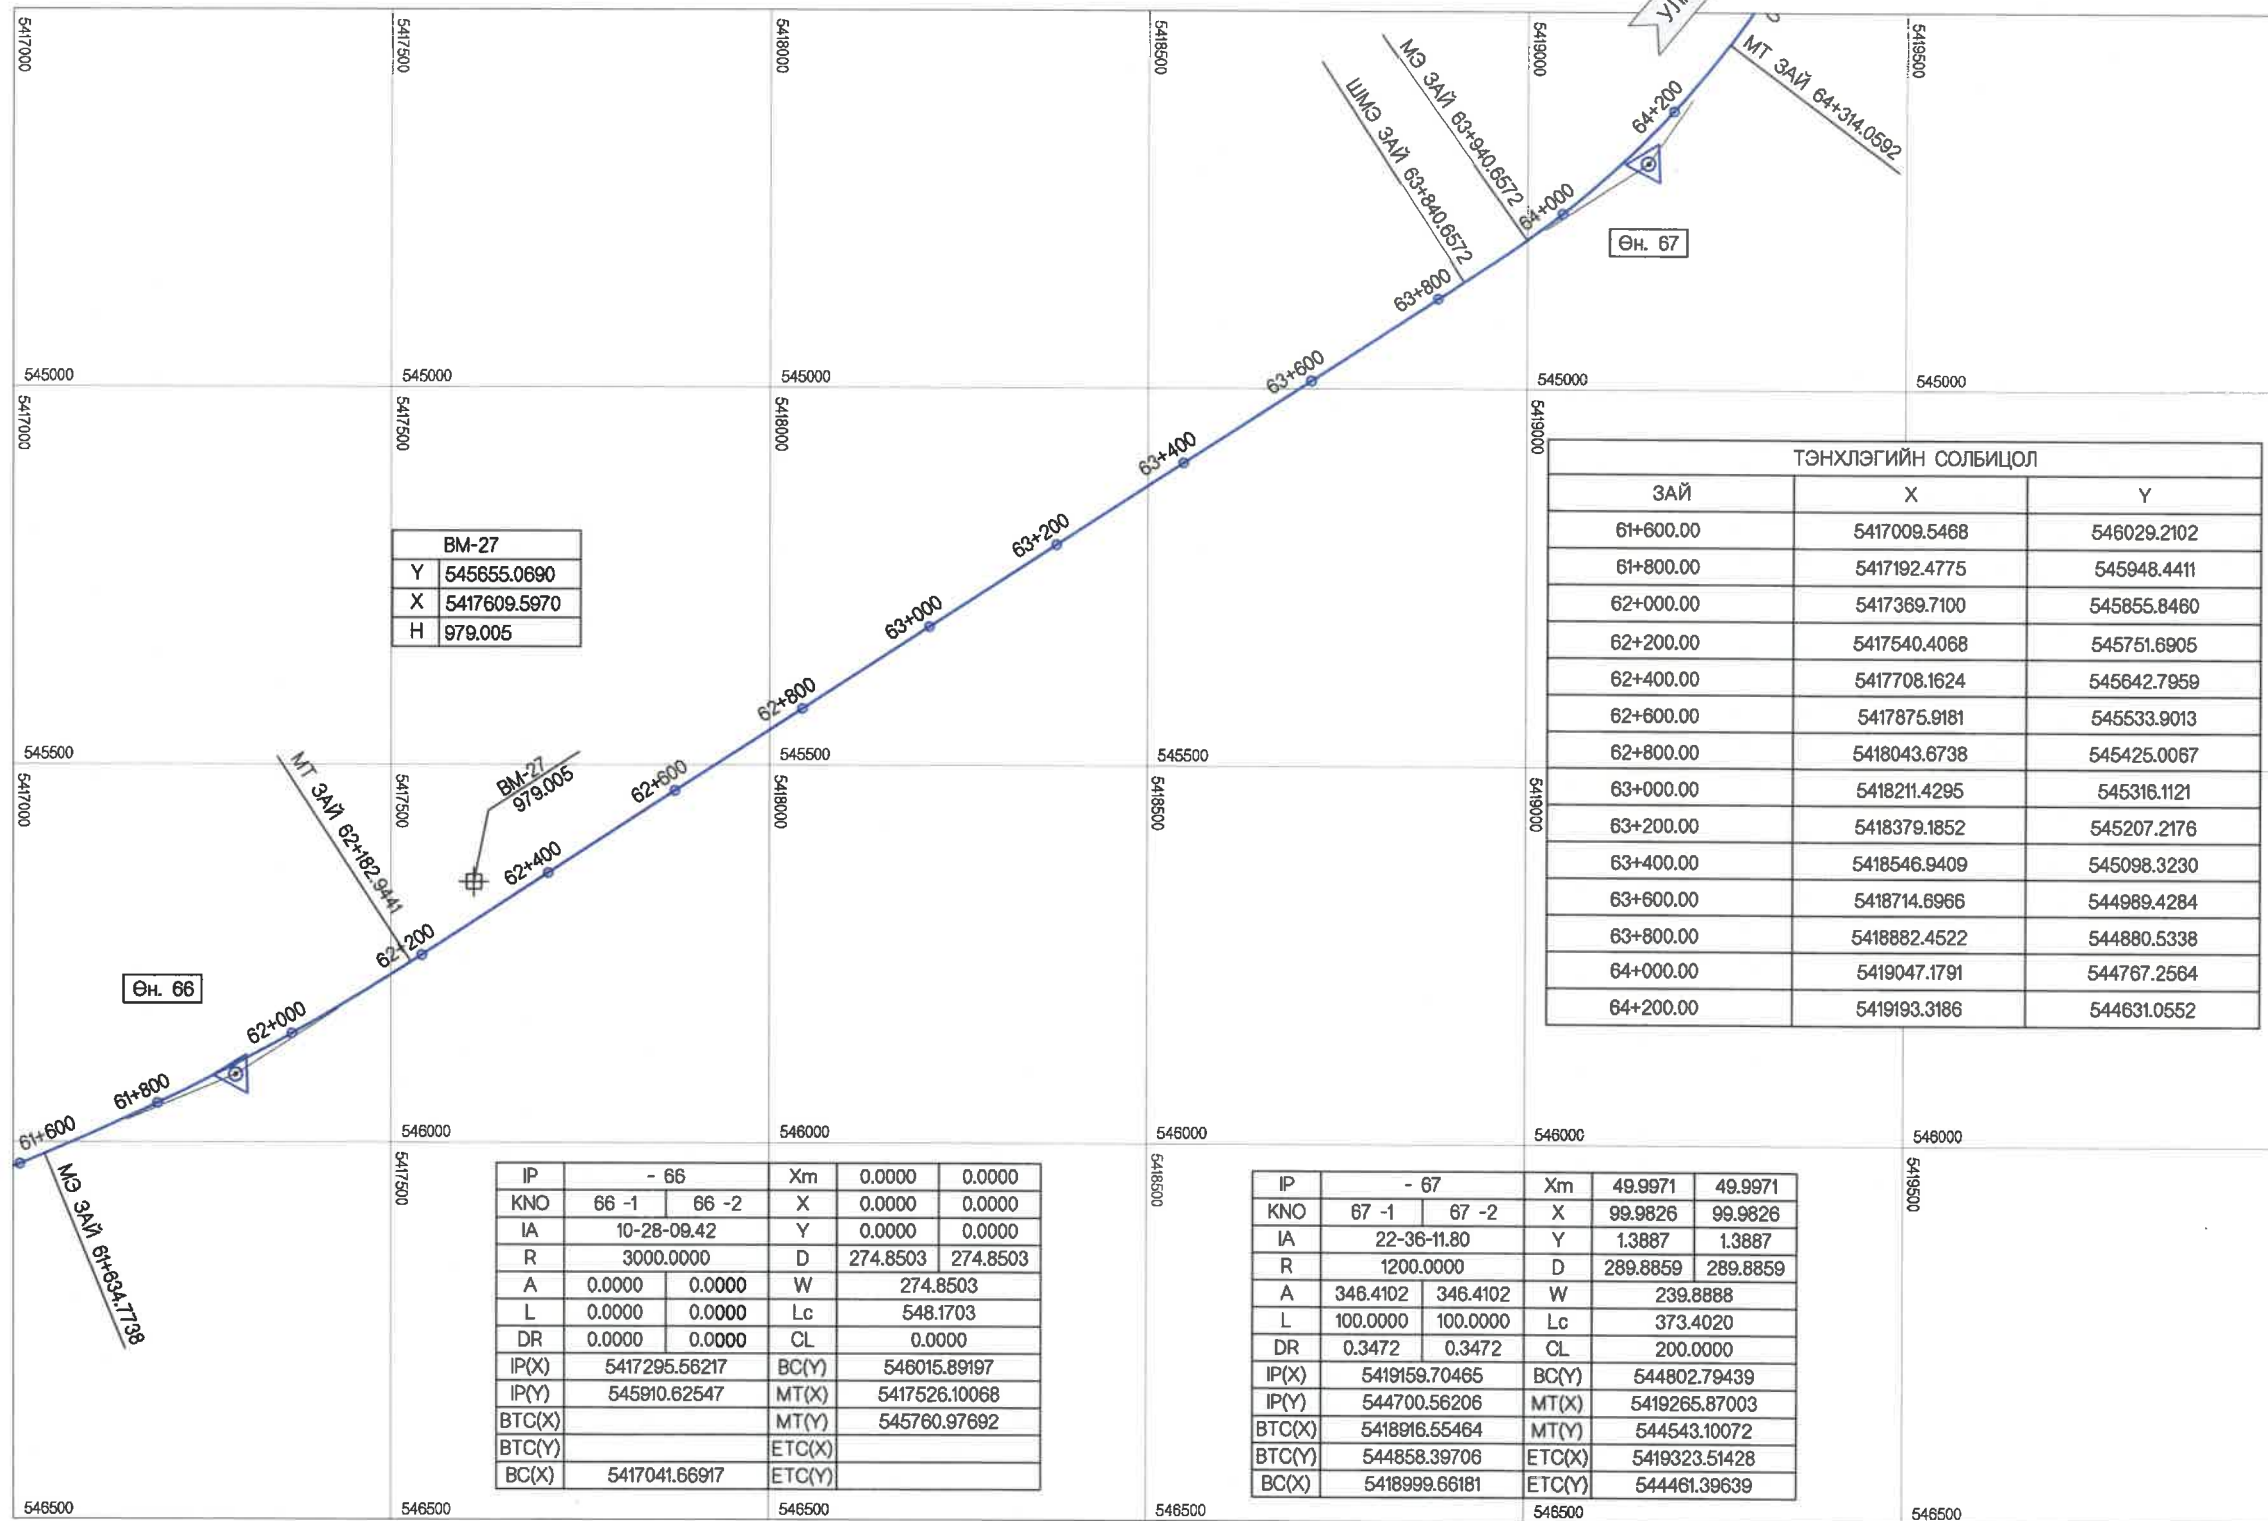 5417000
5417500
5418000
5418500
5419000
5419500
МТ ЗАЙ 64+314.0592
64+200
МЭ ЗАЙ 63+940.6572
ШМЭ ЗАЙ 63+840.6572
64+000
Өн. 67
63+800
63+600
545000
545000
545000
545000
545000
5417000
5417500
5418000
5419000
63+400
ТЭНХЛЭГИЙН СОЛБИЦОЛ
ЗАЙ X Y
61+600.00 5417009.5468 546029.2102
61+800.00 5417192.4775 545948.4411
62+000.00 5417369.7100 545855.8460
62+200.00 5417540.4068 545751.6905
62+400.00 5417708.1624 545642.7959
62+600.00 5417875.9181 545533.9013
62+800.00 5418043.6738 545425.0067
63+000.00 5418211.4295 545316.1121
63+200.00 5418379.1852 545207.2176
63+400.00 5418546.9409 545098.3230
63+600.00 5418714.6966 544989.4284
63+800.00 5418882.4522 544880.5338
64+000.00 5419047.1791 544767.2564
64+200.00 5419193.3186 544631.0552
63+200
BM-27
Y 545655.0690
X 5417609.5970
H 979.005
63+000
62+800
545500
545500
545500
545500
5417000
5417500
5418000
5418500
5419000
МТ ЗАЙ 62+182.9441
BM-27
979.005
62+600
62+400
62+200
Өн. 66
62+000
61+800
61+600
МЭ ЗАЙ 61+634.7738
546000
546000
546000
546000
546000
5417500
5418500
5419500
IP - 66 Xm 0.0000 0.0000
KNO 66 -1 66 -2 X 0.0000 0.0000
IA 10-28-09.42 Y 0.0000 0.0000
R 3000.0000 D 274.8503 274.8503
A 0.0000 0.0000 W 274.8503
L 0.0000 0.0000 Lc 548.1703
DR 0.0000 0.0000 CL 0.0000
IP(X) 5417295.56217 BC(Y) 546015.89197
IP(Y) 545910.62547 MT(X) 5417526.10068
BTC(X) MT(Y) 545760.97692
BTC(Y) ETC(X)
BC(X) 5417041.66917 ETC(Y)
IP - 67 Xm 49.9971 49.9971
KNO 67 -1 67 -2 X 99.9826 99.9826
IA 22-36-11.80 Y 1.3887 1.3887
R 1200.0000 D 289.8859 289.8859
A 346.4102 346.4102 W 239.8888
L 100.0000 100.0000 Lc 373.4020
DR 0.3472 0.3472 CL 200.0000
IP(X) 5419159.70465 BC(Y) 544802.79439
IP(Y) 544700.56206 MT(X) 5419265.87003
BTC(X) 5418916.55464 MT(Y) 544543.10072
BTC(Y) 544858.39706 ETC(X) 5419323.51428
BC(X) 5418999.66181 ETC(Y) 544461.39639
546500
546500
546500
546500
546500